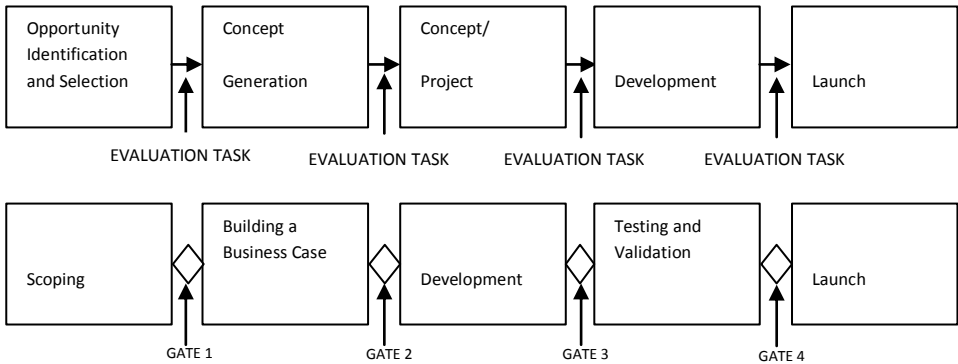 Opportunity
Identification
and Selection
Concept
Generation
Concept/
Project
Development
Launch
EVALUATION TASK
EVALUATION TASK
EVALUATION TASK
EVALUATION TASK
Scoping
Building a
Business Case
Development
Testing and
Validation
Launch
GATE 1
GATE 2
GATE 3
GATE 4